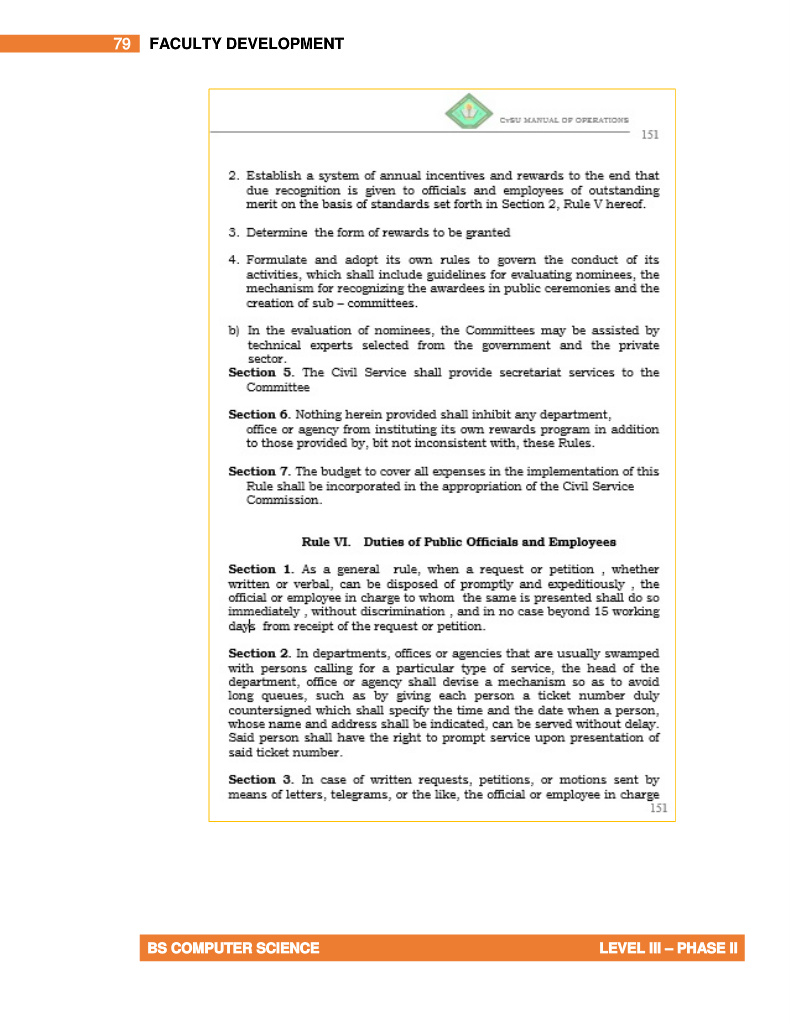 79 FACULTY DEVELOPMENT
CvSU MANUAL OF OPERATIONS
151
2. Establish a system of annual incentives and rewards to the end that
due recognition is given to officials and employees of outstanding
merit on the basis of standards set forth in Section 2, Rule V hereof.
3. Determine the form of rewards to be granted
4. Formulate and adopt its own rules to govern the conduct of its
activities, which shall include guidelines for evaluating nominees, the
mechanism for recognizing the awardees in public ceremonies and the
creation of sub – committees.
b) In the evaluation of nominees, the Committees may be assisted by
technical experts selected from the government and the private
sector.
Section 5. The Civil Service shall provide secretariat services to the
Committee
Section 6. Nothing herein provided shall inhibit any department,
office or agency from instituting its own rewards program in addition
to those provided by, bit not inconsistent with, these Rules.
Section 7. The budget to cover all expenses in the implementation of this
Rule shall be incorporated in the appropriation of the Civil Service
Commission.
Rule VI. Duties of Public Officials and Employees
Section 1. As a general rule, when a request or petition , whether
written or verbal, can be disposed of promptly and expeditiously , the
official or employee in charge to whom the same is presented shall do so
immediately , without discrimination , and in no case beyond 15 working
days from receipt of the request or petition.
Section 2. In departments, offices or agencies that are usually swamped
with persons calling for a particular type of service, the head of the
department, office or agency shall devise a mechanism so as to avoid
long queues, such as by giving each person a ticket number duly
countersigned which shall specify the time and the date when a person,
whose name and address shall be indicated, can be served without delay.
Said person shall have the right to prompt service upon presentation of
said ticket number.
Section 3. In case of written requests, petitions, or motions sent by
means of letters, telegrams, or the like, the official or employee in charge
151
BS COMPUTER SCIENCE LEVEL III – PHASE II